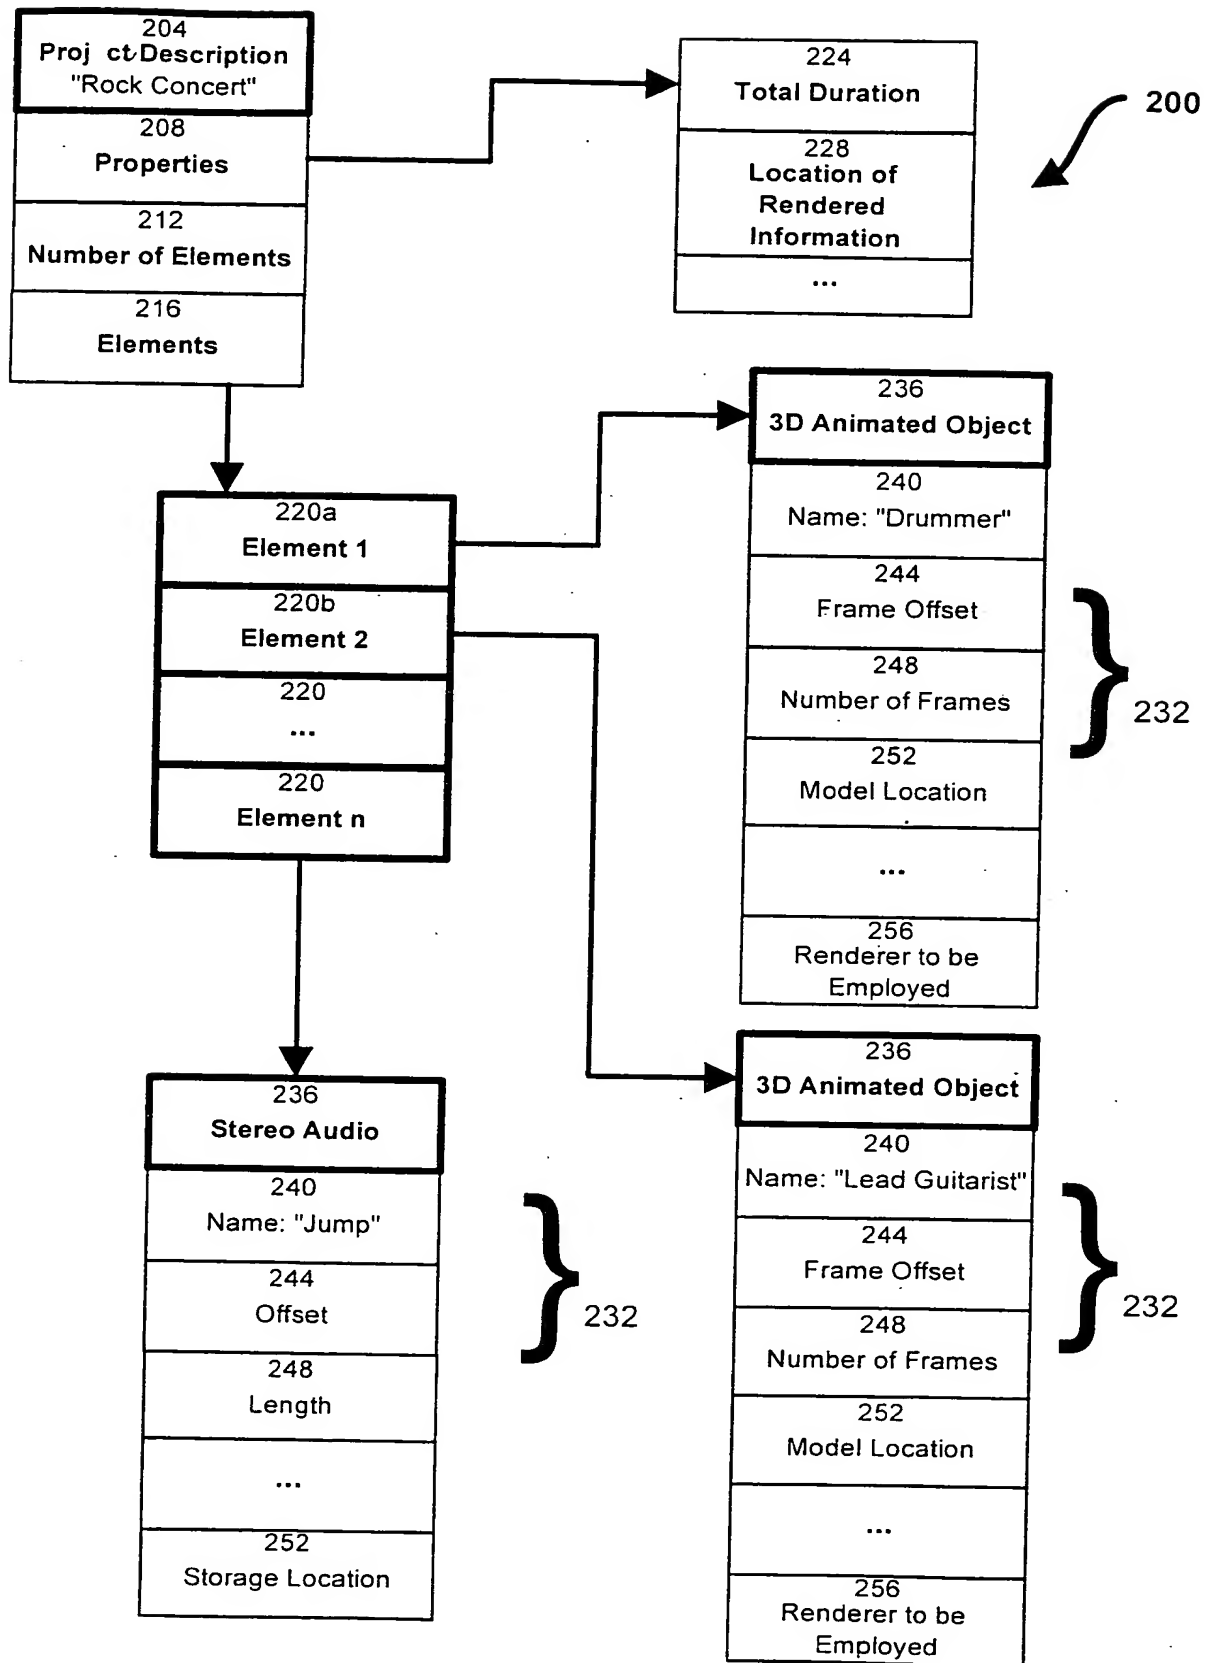 204
Proj ct Description
"Rock Concert"
208
Properties
212
Number of Elements
216
Elements
224
Total Duration
228
Location of
Rendered
Information
...
200
220a
Element 1
220b
Element 2
220
...
220
Element n
236
3D Animated Object
240
Name: "Drummer"
244
Frame Offset
248
Number of Frames
252
Model Location
...
256
Renderer to be
Employed
}
232
236
Stereo Audio
240
Name: "Jump"
244
Offset
248
Length
...
252
Storage Location
}
232
236
3D Animated Object
240
Name: "Lead Guitarist"
244
Frame Offset
248
Number of Frames
252
Model Location
...
256
Renderer to be
Employed
}
232